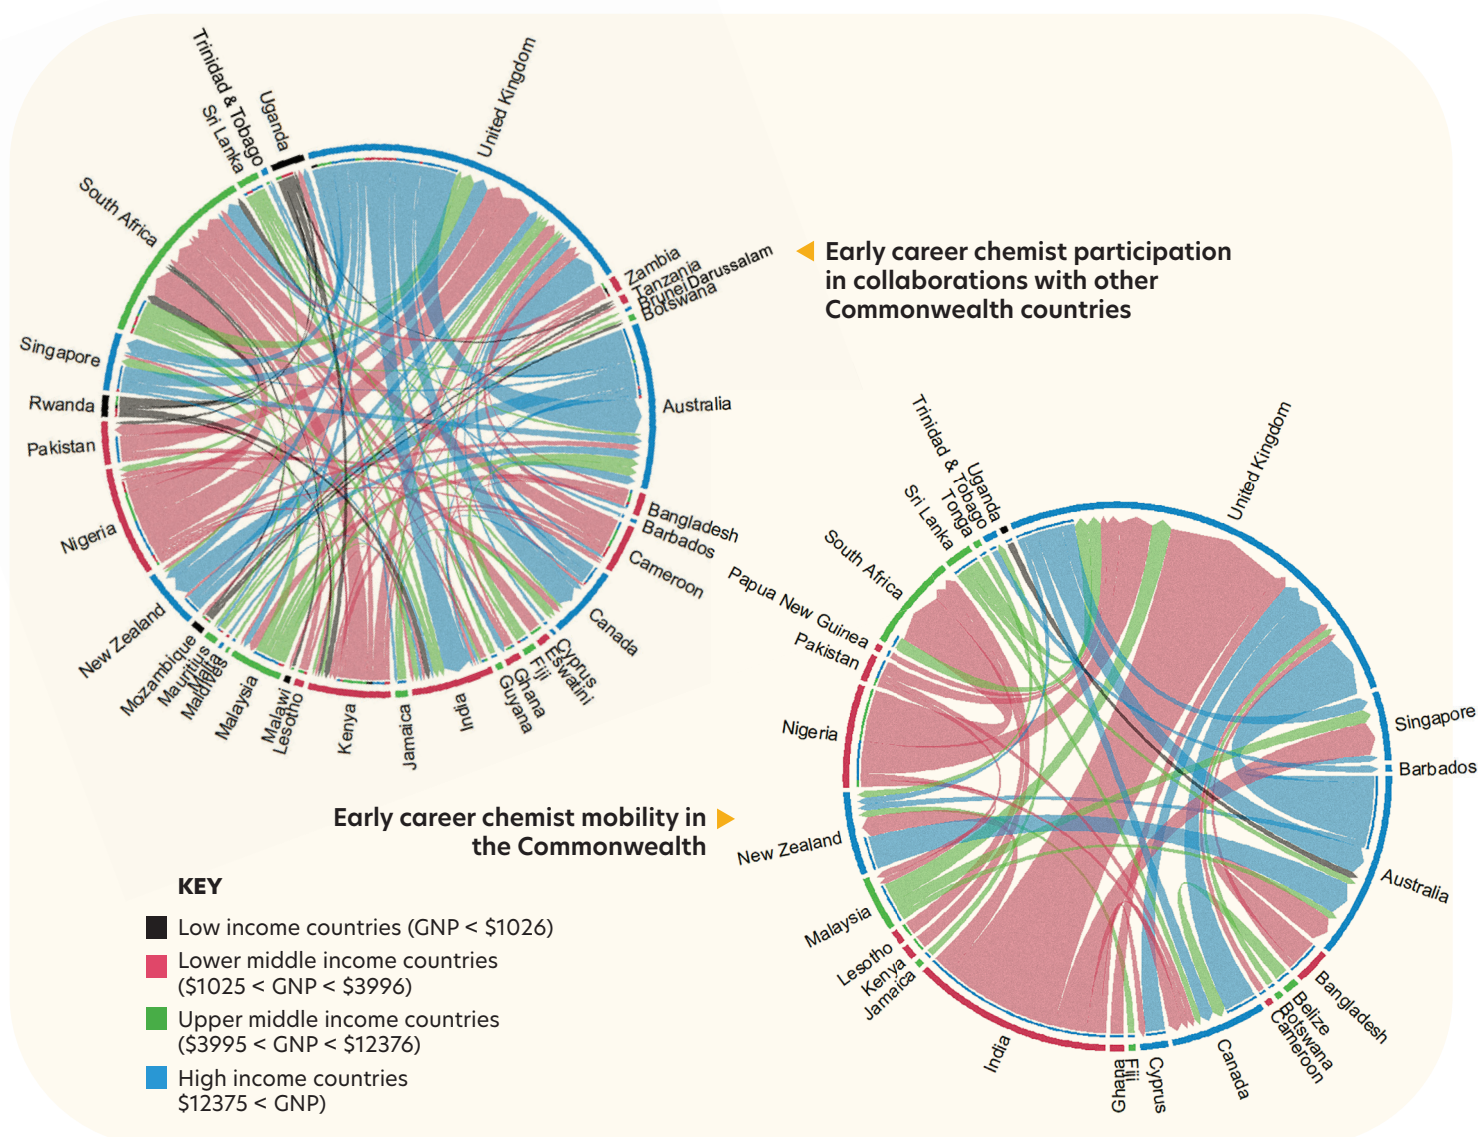 Trinidad & Tobago
Sri Lanka
Uganda
United Kingdom
South Africa
Zambia
Tanzania
Brunei Darussalam
Botswana
Singapore
Rwanda
Australia
Pakistan
Nigeria
Bangladesh
Barbados
Cameroon
New Zealand
Canada
Mozambique
Mauritius
Malta
Maldives
Malaysia
Malawi
Lesotho
Kenya
Jamaica
India
Guyana
Ghana
Fiji
Eswatini
Cyprus
Early career chemist participation
in collaborations with other
Commonwealth countries
Trinidad & Tobago
Uganda
Tonga
Sri Lanka
United Kingdom
South Africa
Papua New Guinea
Pakistan
Nigeria
Singapore
Barbados
New Zealand
Australia
Malaysia
Lesotho
Kenya
Jamaica
India
Ghana
Fiji
Cyprus
Canada
Cameroon
Botswana
Belize
Bangladesh
Early career chemist mobility in
the Commonwealth
KEY
Low income countries (GNP < $1026)
Lower middle income countries
($1025 < GNP < $3996)
Upper middle income countries
($3995 < GNP < $12376)
High income countries
$12375 < GNP)